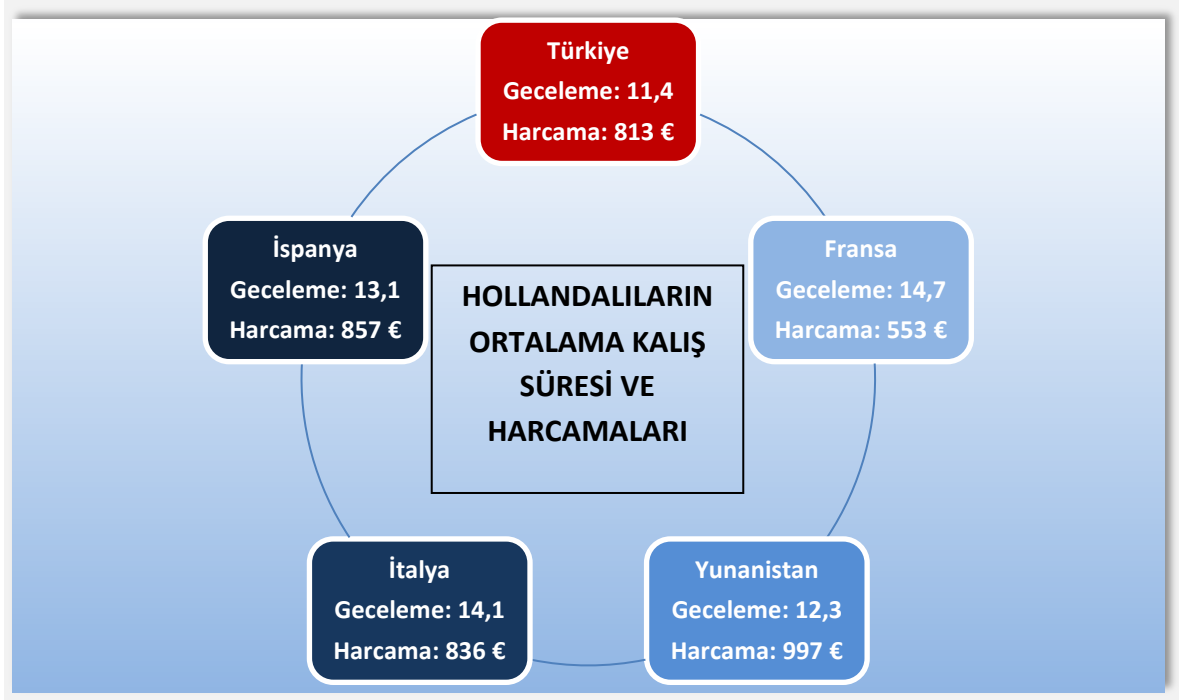 Türkiye
Geceleme: 11,4
Harcama: 813 €
İspanya
Geceleme: 13,1
Harcama: 857 €
HOLLANDALILARIN
ORTALAMA KALIŞ
SÜRESİ VE
HARCAMALARI
Fransa
Geceleme: 14,7
Harcama: 553 €
İtalya
Geceleme: 14,1
Harcama: 836 €
Yunanistan
Geceleme: 12,3
Harcama: 997 €